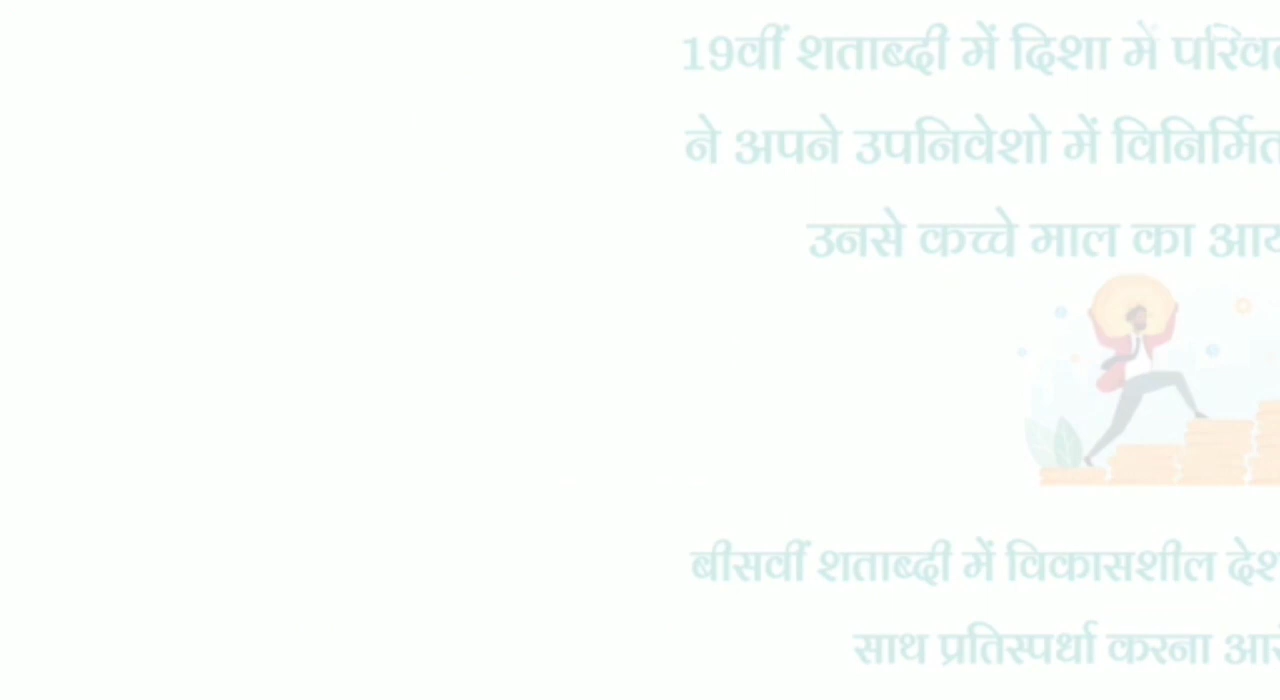 19वीं शताब्दी में दिशा में
ने अपने उपनिवेशो में
उनसे कच्चे माल का
बीसवीं शताब्दी में विकासशील
साथ प्रतिस्पर्धा करना